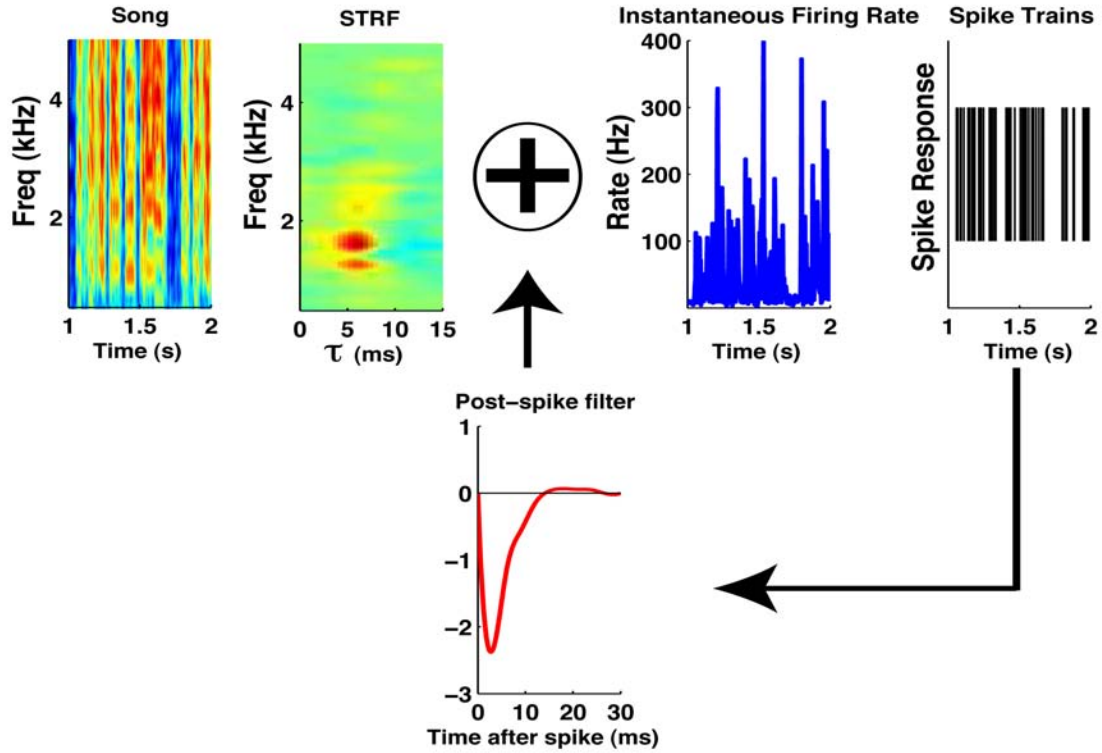 Song
Freq (kHz)
4
2
1
1.5
2
Time (s)
STRF
Freq (kHz)
4
2
0
5
10
15
τ (ms)
Instantaneous Firing Rate
Rate (Hz)
400
300
200
100
1
1.5
2
Time (s)
Spike Trains
Spike Response
1
1.5
2
Time (s)
Post-spike filter
1
0
-1
-2
-3
0
10
20
30
Time after spike (ms)